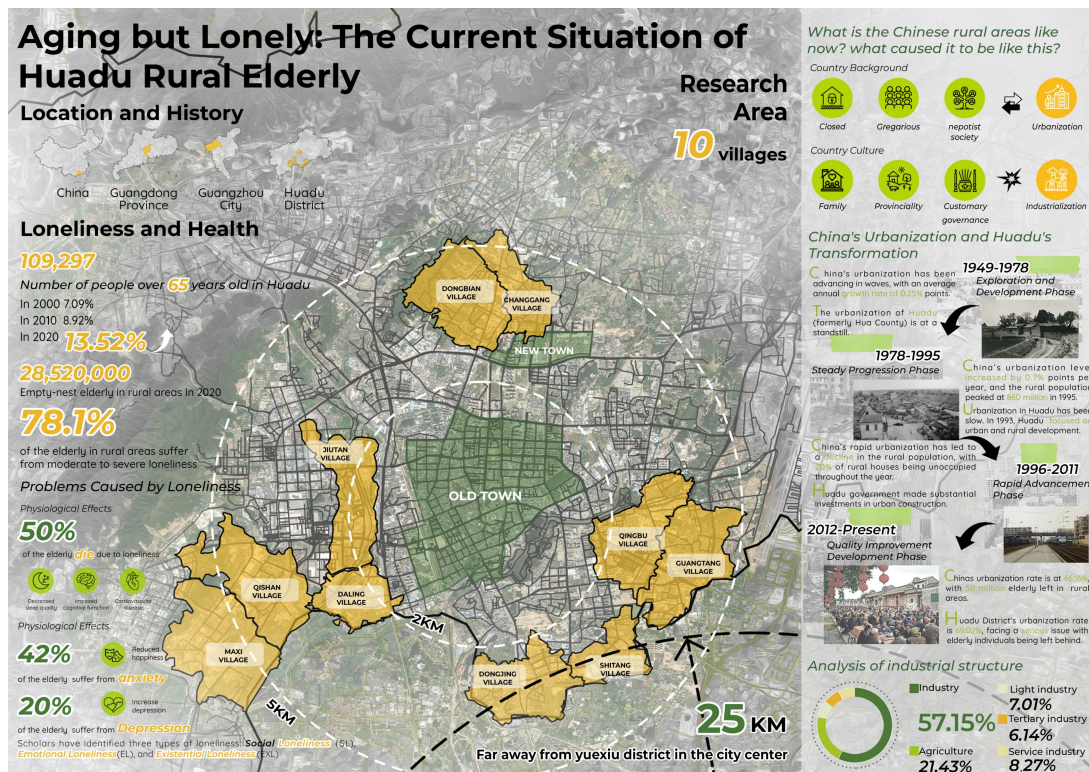 Aging but Lonely: The Current Situation of
Huadu Rural Elderly
Location and History
China
Guangdong
Province
Guangzhou
City
Huadu
District
Loneliness and Health
109,297
Number of people over 65 years old in Huadu
In 2000 7.09%
In 2010 8.92%
In 2020 13.52%
28,520,000
Empty-nest elderly in rural areas In 2020
78.1%
of the elderly in rural areas suffer
from moderate to severe loneliness
Problems Caused by Loneliness
Physiological Effects
50%
of the elderly die due to loneliness
Decreased
sleep quality
Impaired
cognitive function
Cardiovascular
disease
Physiological Effects
42%
Reduced
happiness
of the elderly suffer from anxiety
20%
Increase
depression
of the elderly suffer from Depression
Scholars have identified three types of loneliness: Social Loneliness (SL),
Emotional Loneliness(EL), and Existential Loneliness(EXL)
Research
Area
10 villages
DONGBIAN
VILLAGE
CHANGGANG
VILLAGE
NEW TOWN
JIUTAN
VILLAGE
OLD TOWN
QINGBU
VILLAGE
GUANGTANG
VILLAGE
QISHAN
VILLAGE
DALING
VILLAGE
2KM
MAXI
VILLAGE
5KM
DONGJING
VILLAGE
SHITANG
VILLAGE
25 KM
Far away from yuexiu district in the city center
What is the Chinese rural areas like
now? what caused it to be like this?
Country Background
Closed
Gregarious
nepotist
society
Urbanization
Country Culture
Family
Provinciality
Customary
governance
Industrialization
China's Urbanization and Huadu's
Transformation
China's urbanization has been
advancing in waves, with an average
annual growth rate of 0.25% points.
The urbanization of Huadu
(formerly Hua County) is at a
standstill.
1949-1978
Exploration and
Development Phase
1978-1995
Steady Progression Phase
China's urbanization leve
increased by 0.7% points pe
year, and the rural population
peaked at 860 million in 1995.
Urbanization in Huadu has been
slow. In 1993, Huadu focused on
urban and rural development.
China's rapid urbanization has led to
a decline in the rural population, with
20% of rural houses being unoccupied
throughout the year.
Huadu government made substantial
investments in urban construction.
1996-2011
Rapid Advancemen
Phase
2012-Present
Quality Improvement
Development Phase
Chinas urbanization rate is at 66.16%
with 50 million elderly left in rural
areas.
Huadu District's urbanization rate
is 69.02%, facing a serious issue with
elderly individuals being left behind.
Analysis of industrial structure
Industry
57.15%
Agriculture
21.43%
Light industry
7.01%
Tertiary industry
6.14%
Service industry
8.27%